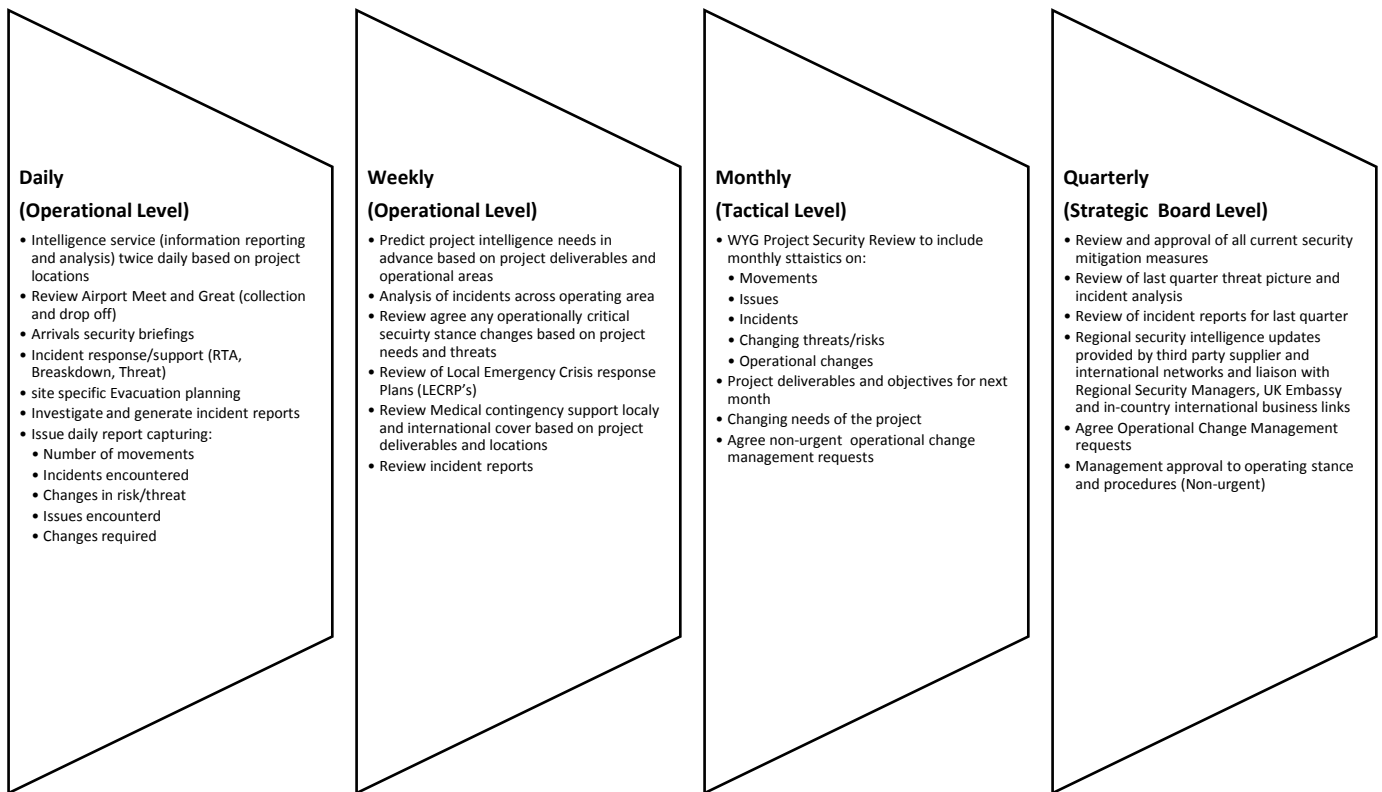 Daily
(Operational Level)
• Intelligence service (information reporting
and analysis) twice daily based on project
locations
• Review Airport Meet and Great (collection
and drop off)
• Arrivals security briefings
• Incident response/support (RTA,
Breaskdown, Threat)
• site specific Evacuation planning
• Investigate and generate incident reports
• Issue daily report capturing:
• Number of movements
• Incidents encountered
• Changes in risk/threat
• Issues encounterd
• Changes required
Weekly
(Operational Level)
• Predict project intelligence needs in
advance based on project deliverables and
operational areas
• Analysis of incidents across operating area
• Review agree any operationally critical
secuirty stance changes based on project
needs and threats
• Review of Local Emergency Crisis response
Plans (LECRP's)
• Review Medical contingency support localy
and international cover based on project
deliverables and locations
• Review incident reports
Monthly
(Tactical Level)
• WYG Project Security Review to include
monthly sttaistics on:
• Movements
• Issues
• Incidents
• Changing threats/risks
• Operational changes
• Project deliverables and objectives for next
month
• Changing needs of the project
• Agree non-urgent operational change
management requests
Quarterly
(Strategic Board Level)
• Review and approval of all current security
mitigation measures
• Review of last quarter threat picture and
incident analysis
• Review of incident reports for last quarter
• Regional security intelligence updates
provided by third party supplier and
international networks and liaison with
Regional Security Managers, UK Embassy
and in-country international business links
• Agree Operational Change Management
requests
• Management approval to operating stance
and procedures (Non-urgent)